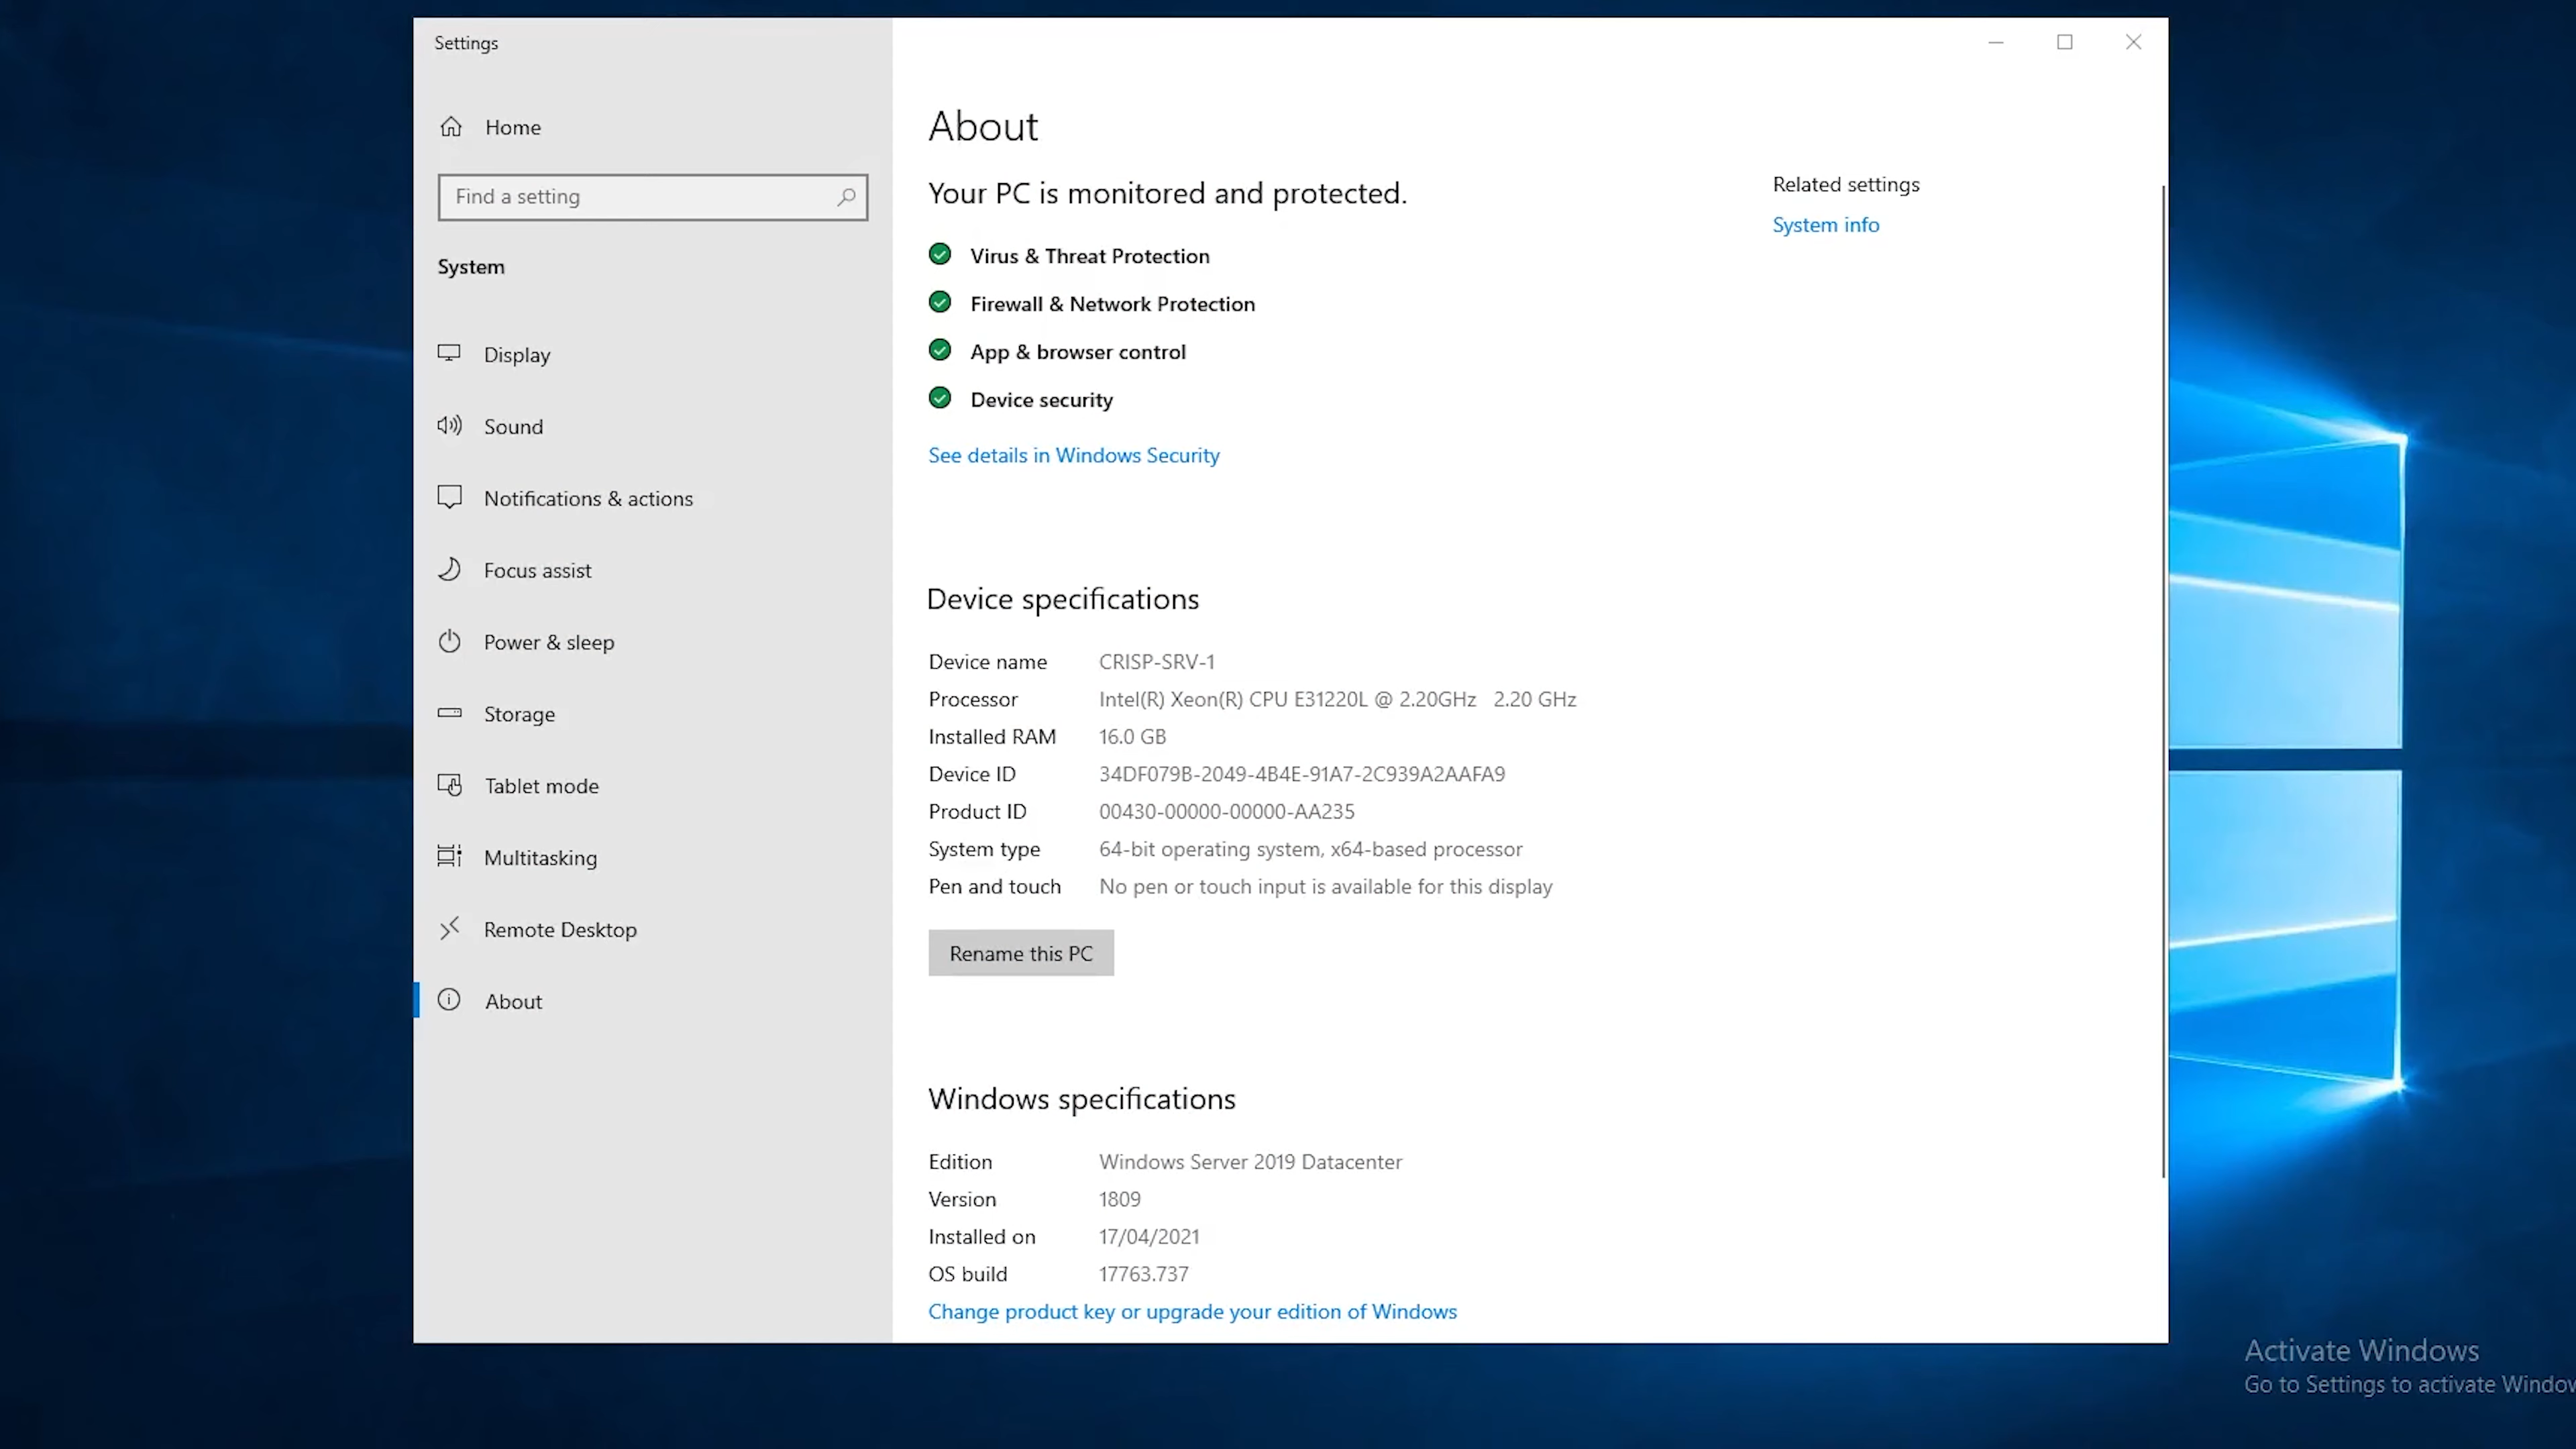 Settings
Home
Find a setting
System
Display
Sound
Notifications & actions
Focus assist
Power & sleep
Storage
Tablet mode
Multitasking
Remote Desktop
About
About
Your PC is monitored and protected.
Virus & Threat Protection
Firewall & Network Protection
App & browser control
Device security
See details in Windows Security
Device specifications
Device name CRISP-SRV-1
Processor Intel(R) Xeon(R) CPU E31220L @ 2.20GHz 2.20 GHz
Installed RAM 16.0 GB
Device ID 34DF079B-2049-4B4E-91A7-2C939A2AAFA9
Product ID 00430-00000-00000-AA235
System type 64-bit operating system, x64-based processor
Pen and touch No pen or touch input is available for this display
Rename this PC
Windows specifications
Edition Windows Server 2019 Datacenter
Version 1809
Installed on 17/04/2021
OS build 17763.737
Change product key or upgrade your edition of Windows
Related settings
System info
Activate Windows
Go to Settings to activate Window